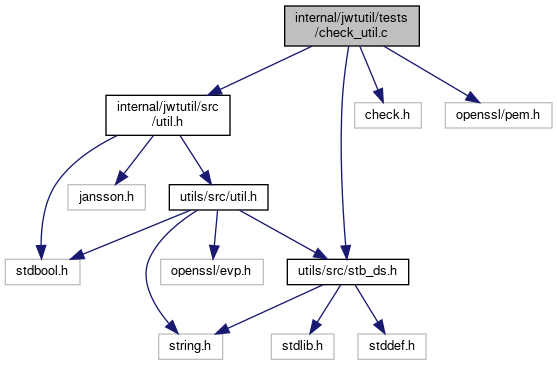 internal/jwtutil/tests
/check_util.c
internal/jwtutil/src
/util.h
check.h
openssl/pem.h
jansson.h
utils/src/util.h
stdbool.h
openssl/evp.h
utils/src/stb_ds.h
string.h
stdlib.h
stddef.h